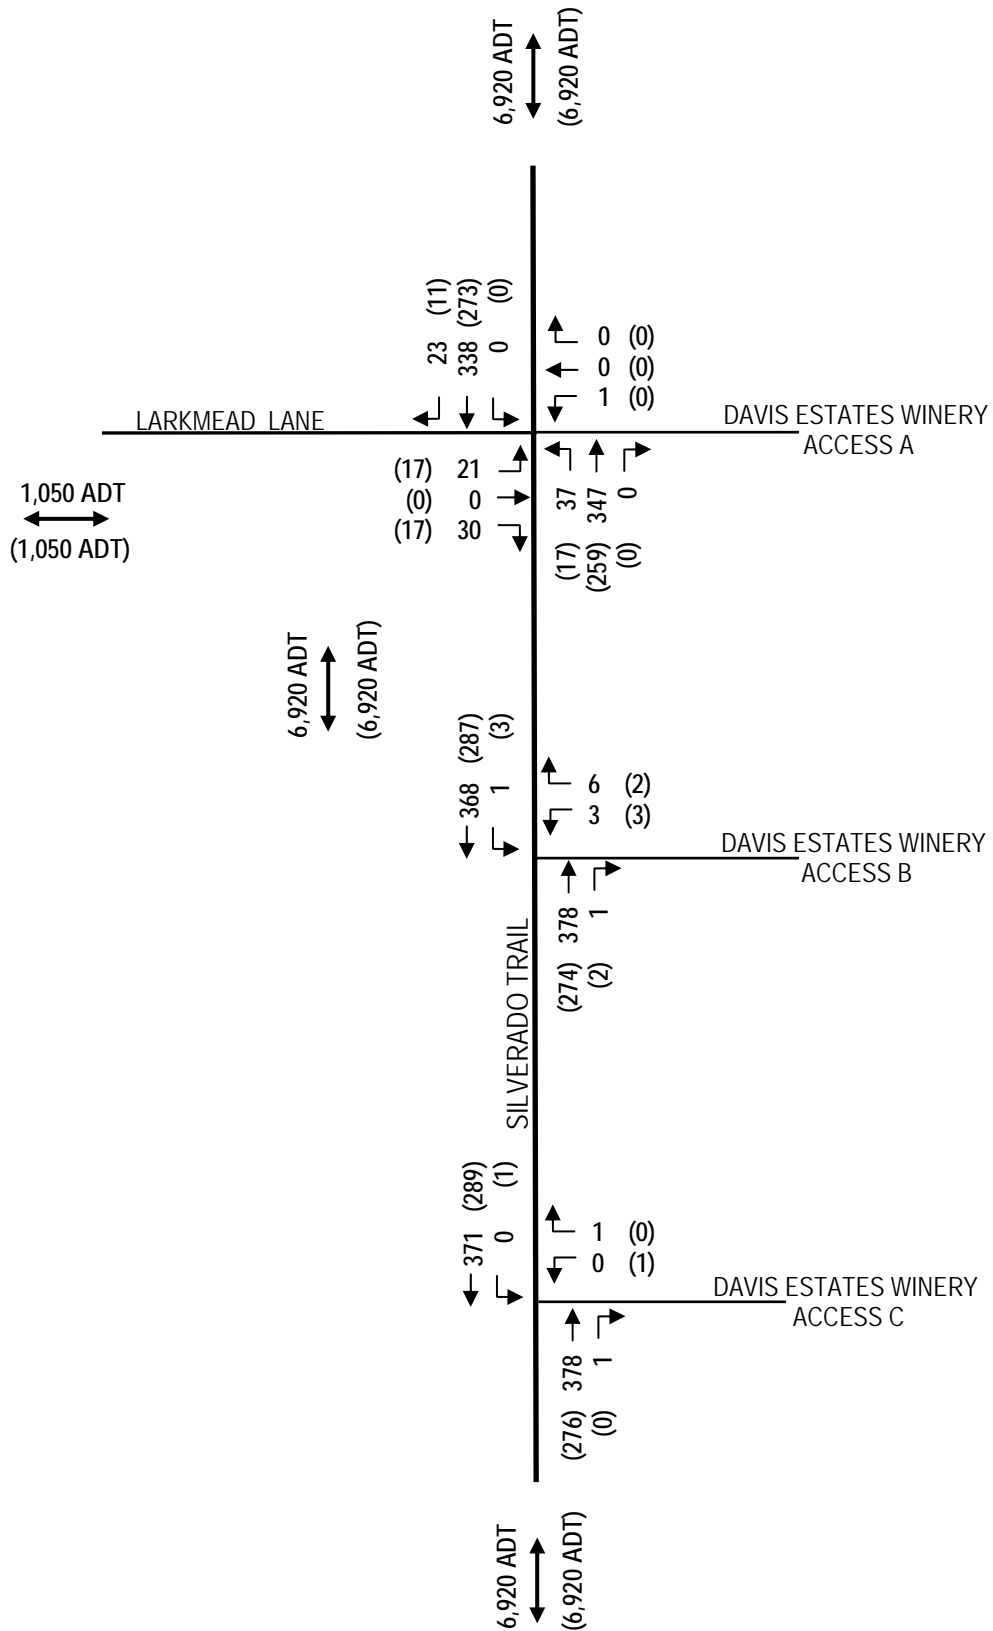 6,920 ADT
(6,920 ADT)
23 (11)
338 (273)
0 (0)
0 (0)
0 (0)
1 (0)
LARKMEAD LANE
DAVIS ESTATES WINERY
ACCESS A
1,050 ADT
(1,050 ADT)
(17) 21
(0) 0
(17) 30
(17) 37
(259) 347
(0) 0
6,920 ADT
(6,920 ADT)
368 (287)
1 (3)
6 (2)
3 (3)
DAVIS ESTATES WINERY
ACCESS B
(274) 378
(2) 1
SILVERADO TRAIL
371 (289)
0 (1)
1 (0)
0 (1)
DAVIS ESTATES WINERY
ACCESS C
(276) 378
(0) 1
6,920 ADT
(6,920 ADT)